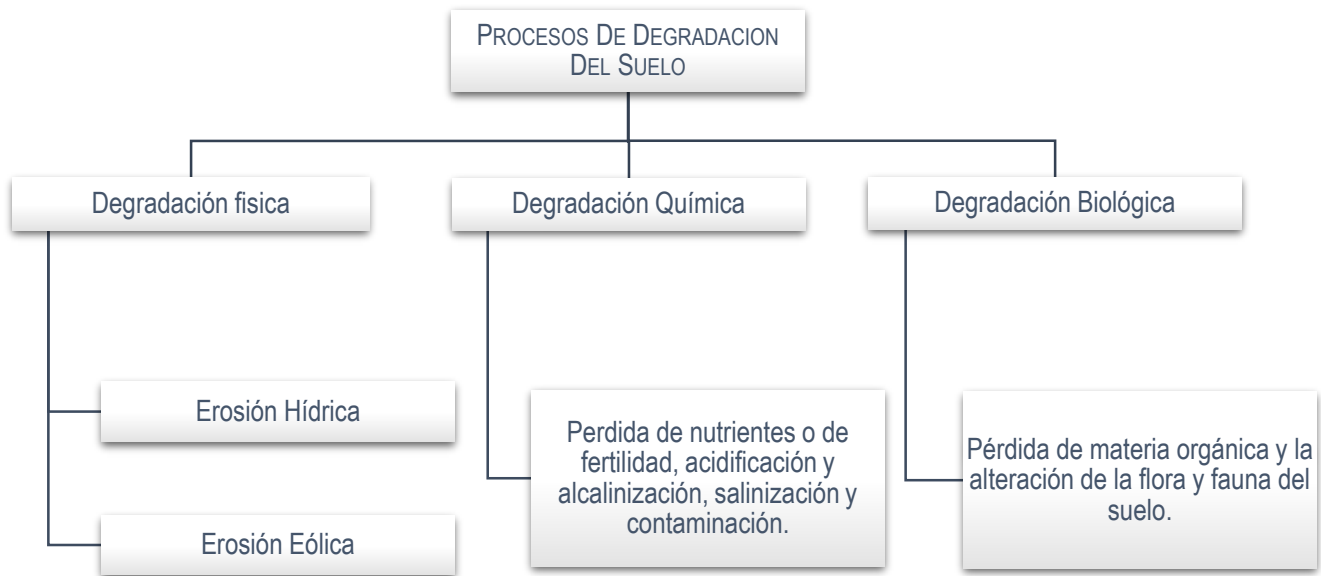 PROCESOS DE DEGRADACION
DEL SUELO
Degradación fisica
Degradación Química
Degradación Biológica
Erosión Hídrica
Erosión Eólica
Perdida de nutrientes o de
fertilidad, acidificación y
alcalinización, salinización y
contaminación.
Pérdida de materia orgánica y la
alteración de la flora y fauna del
suelo.